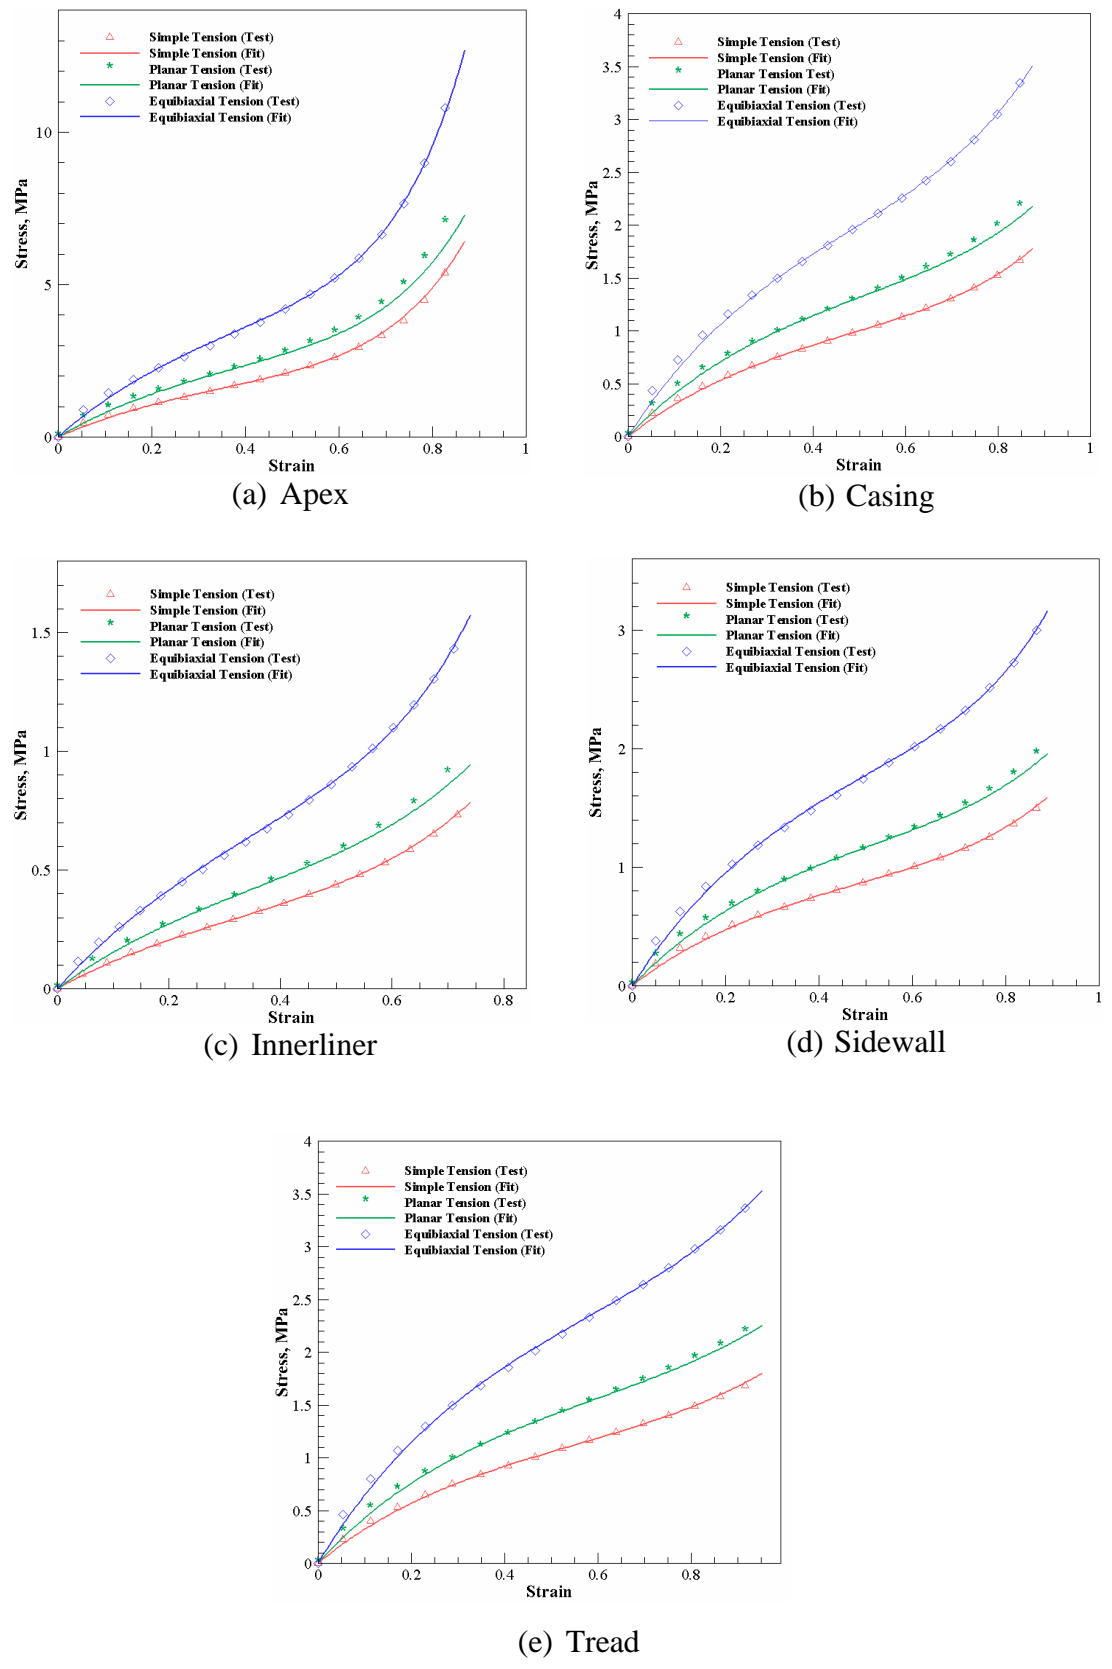 Simple Tension (Test)
Simple Tension (Fit)
Planar Tension (Test)
Planar Tension (Fit)
Equibiaxial Tension (Test)
Equibiaxial Tension (Fit)
10
5
0
Stress, MPa
0 0.2 0.4 0.6 0.8 1
Strain
(a) Apex
Simple Tension (Test)
Simple Tension (Fit)
Planar Tension Test)
Planar Tension (Fit)
Equibiaxial Tension (Test)
Equibiaxial Tension (Fit)
4
3.5
3
2.5
2
1.5
1
0.5
0
Stress, MPa
0 0.2 0.4 0.6 0.8 1
Strain
(b) Casing
Simple Tension (Test)
Simple Tension (Fit)
Planar Tension (Test)
Planar Tension (Fit)
Equibiaxial Tension (Test)
Equibiaxial Tension (Fit)
1.5
1
0.5
0
Stress, MPa
0 0.2 0.4 0.6 0.8
Strain
(c) Innerliner
Simple Tension (Test)
Simple Tension (Fit)
Planar Tension (Test)
Planar Tension (Fit)
Equibiaxial Tension (Test)
Equibiaxial Tension (Fit)
3
2
1
0
Stress, MPa
0 0.2 0.4 0.6 0.8 1
Strain
(d) Sidewall
Simple Tension (Test)
Simple Tension (Fit)
Planar Tension (Test)
Planar Tension (Fit)
Equibiaxial Tension (Test)
Equibiaxial Tension (Fit)
4
3.5
3
2.5
2
1.5
1
0.5
0
Stress, MPa
0 0.2 0.4 0.6 0.8
Strain
(e) Tread